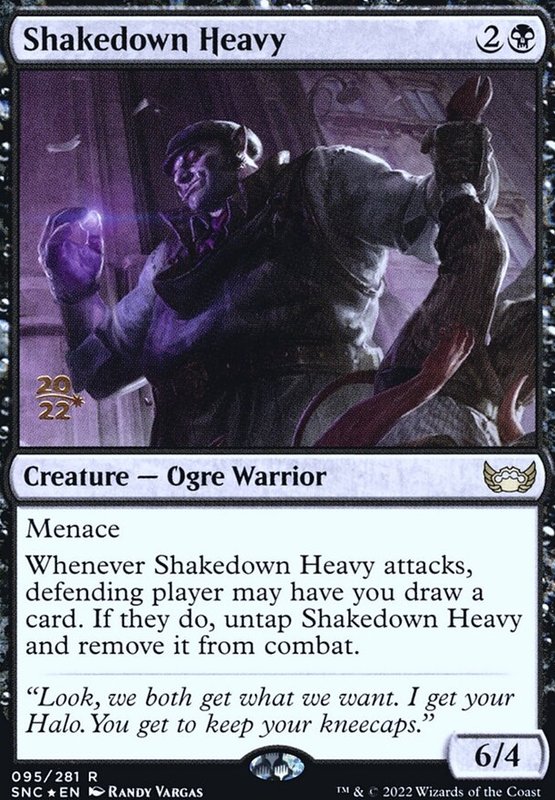 Shakedown Heavy 2
20
22
Creature — Ogre Warrior
Menace
Whenever Shakedown Heavy attacks,
defending player may have you draw a
card. If they do, untap Shakedown Heavy
and remove it from combat.
“Look, we both get what we want. I get your
Halo. You get to keep your kneecaps.”
6/4
095/281 R
SNC ★ EN Randy Vargas
™ & © 2022 Wizards of the Coast